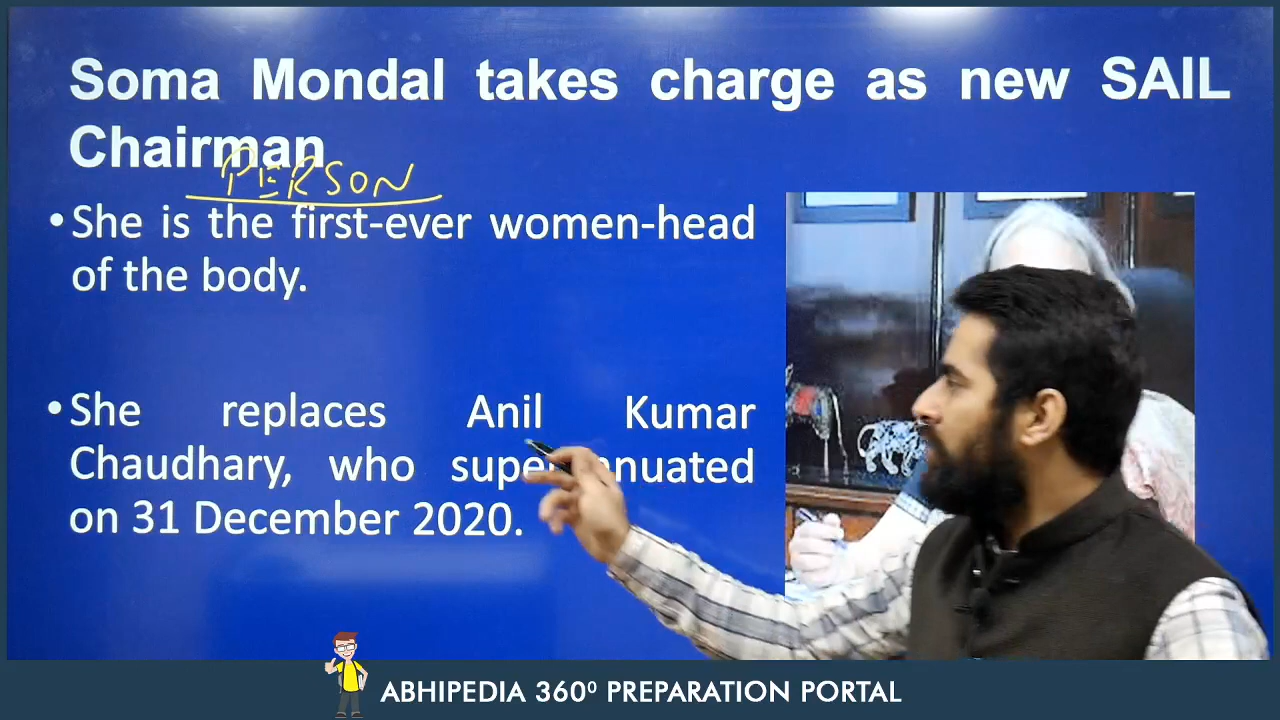 Soma Mondal takes charge as new SAIL
Chairman
PERSON
• She is the first-ever women-head
of the body.
• She replaces Anil Kumar
Chaudhary, who nuated
on 31 December 2020.
ABHIPEDIA 360⁰ PREPARATION PORTAL